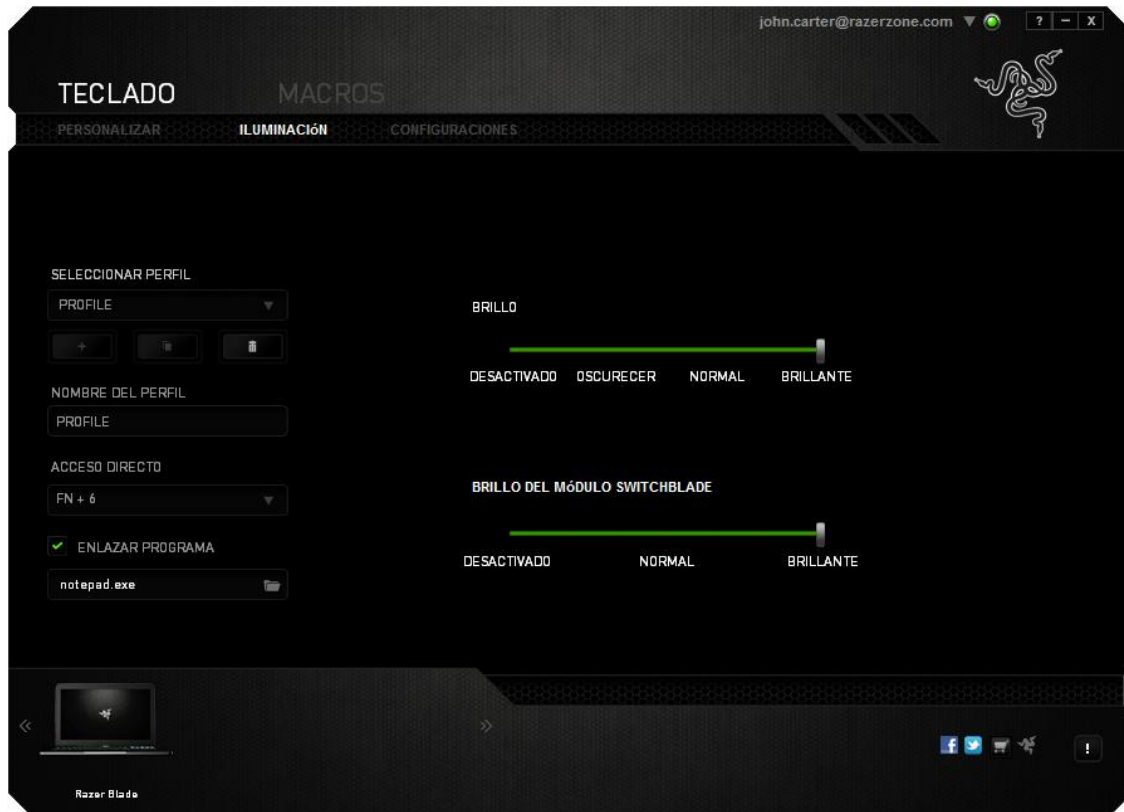 john.carter@razerzone.com
? – X
TECLADO MACROS
PERSONALIZAR ILUMINACIóN CONFIGURACIONES
SELECCIONAR PERFIL
PROFILE
NOMBRE DEL PERFIL
PROFILE
ACCESO DIRECTO
FN + 6
ENLAZAR PROGRAMA
notepad.exe
BRILLO
DESACTIVADO OSCURECER NORMAL BRILLANTE
BRILLO DEL MóDULO SWITCHBLADE
DESACTIVADO NORMAL BRILLANTE
Razer Blade
!